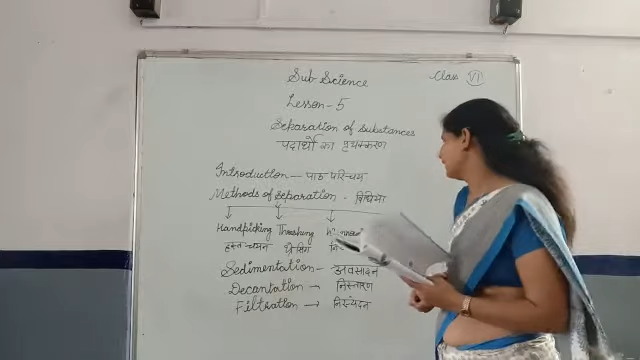 Sub Science
Class VI
Lesson-5
Separation of Substances
पदार्थो का पृथक्करण
Introduction — पाठ परिचय
Methods of separation - विधियाँ
Handpicking Threshing
हस्त चयन थ्रेसिंग
Sedimentation - अवसादन
Decantation → निस्तारण
Filtration → निस्यंदन